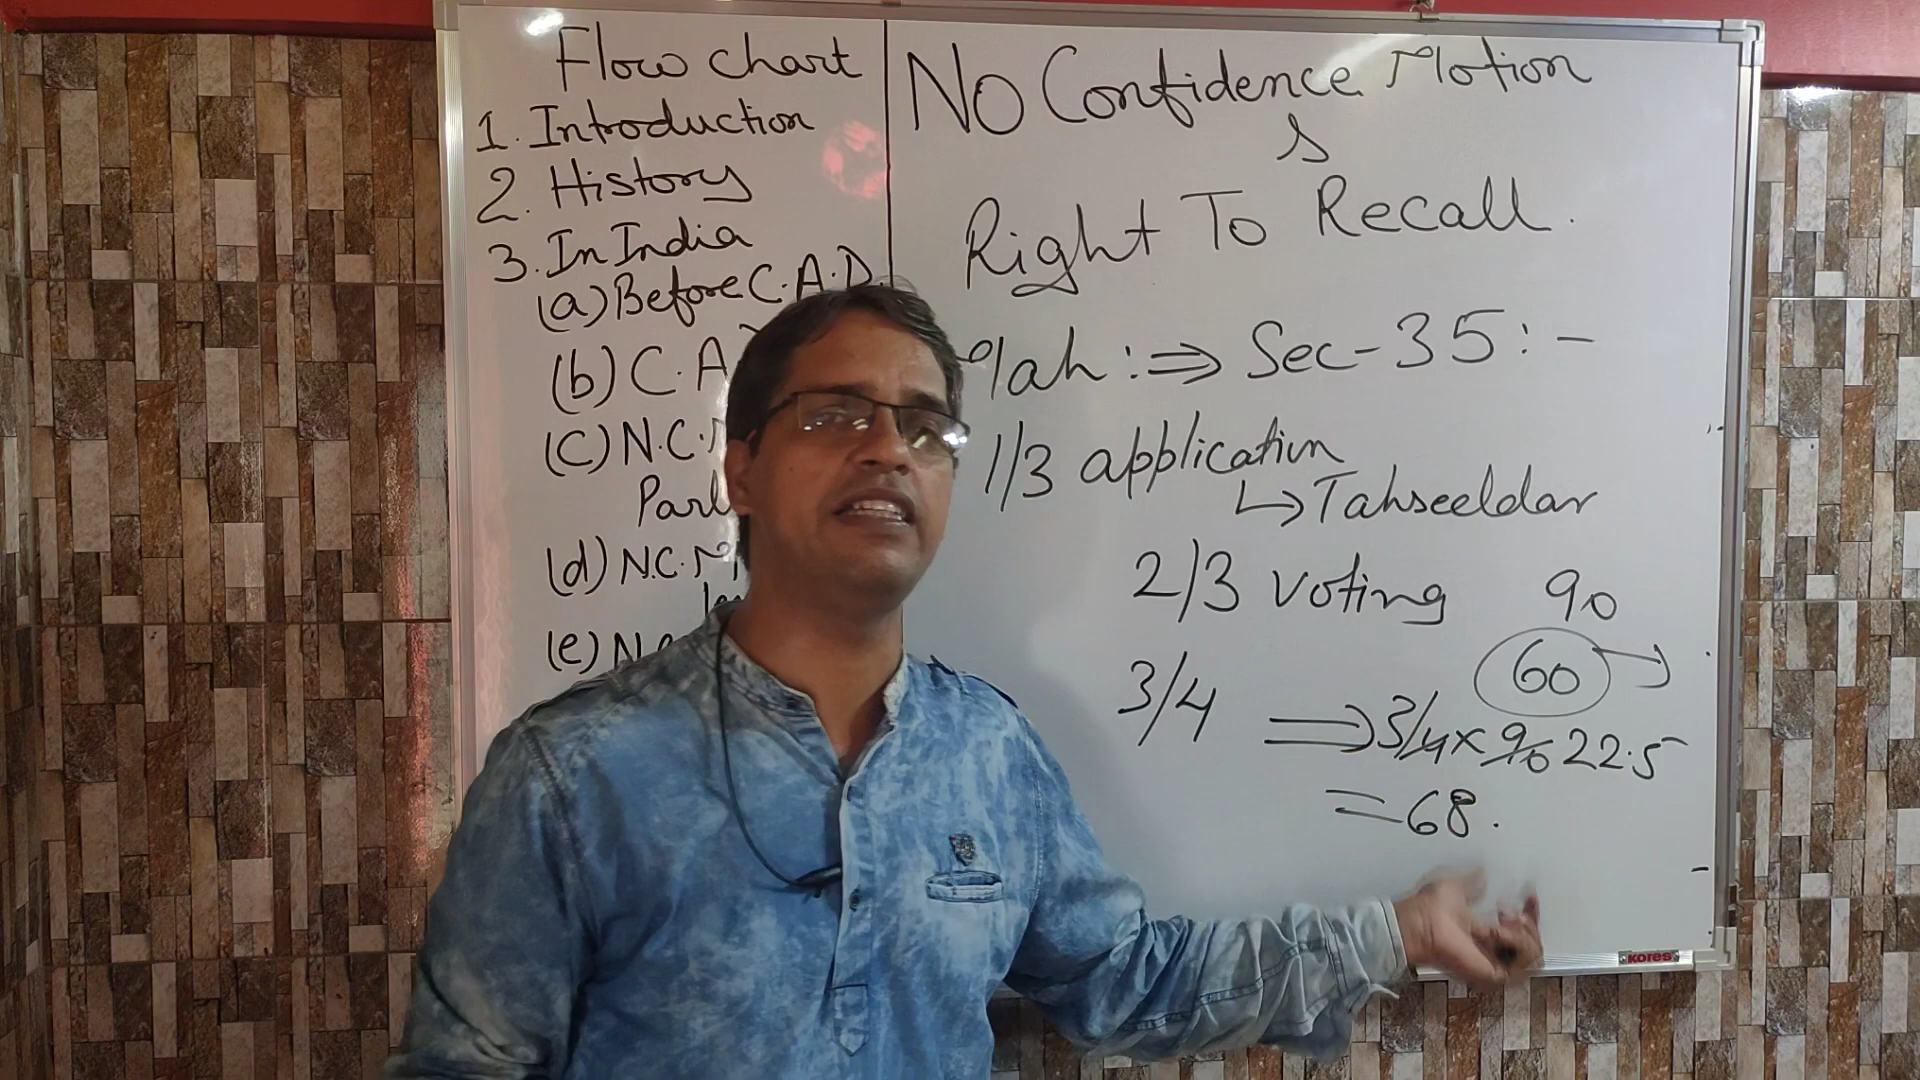 Flow chart
1. Introduction
2. History
3. In India
(a) Before C.A.D.
(b) C.A
(c) N.C.
Parl
(d) N.C.M
(e) N.
No Confidence Motion
&
Right To Recall.
:⇒ Sec-35:-
1/3 application
↳ Tahseeldar
2/3 voting 90
60 →
3/4 ⇒ 3/4 x 90 22.5
= 68.
KORES